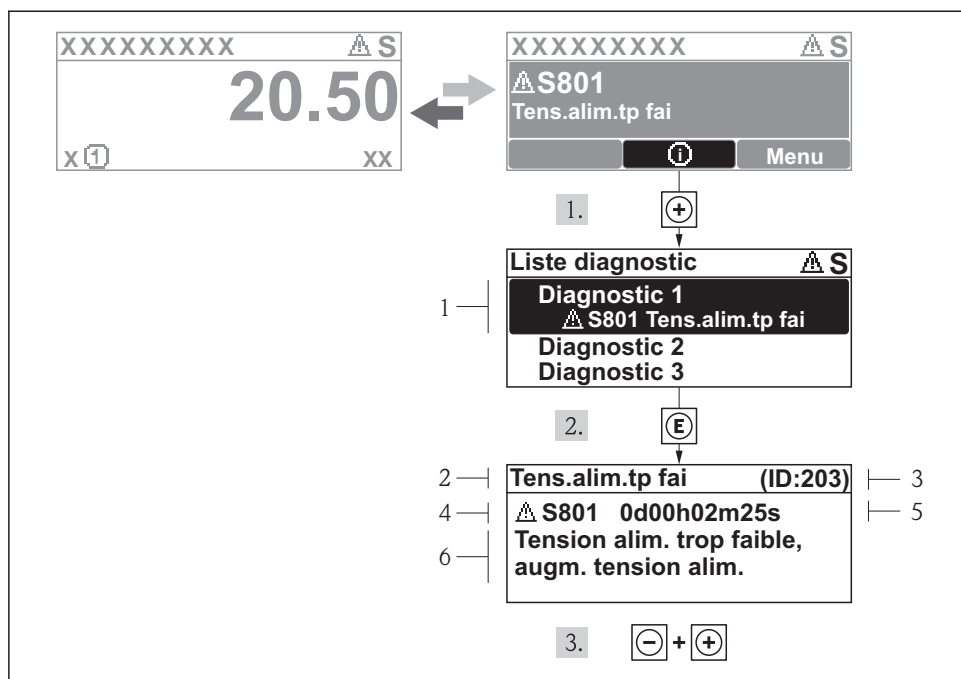 XXXXXXXXX ⚠ S
20.50
X ① XX
XXXXXXXXX ⚠ S
⚠S801
Tens.alim.tp fai
ⓘ Menu
1. +
Liste diagnostic ⚠ S
1
Diagnostic 1
⚠ S801 Tens.alim.tp fai
Diagnostic 2
Diagnostic 3
2. E
2 Tens.alim.tp fai (ID:203) 3
4 ⚠ S801 0d00h02m25s 5
6
Tension alim. trop faible,
augm. tension alim.
3. − + +